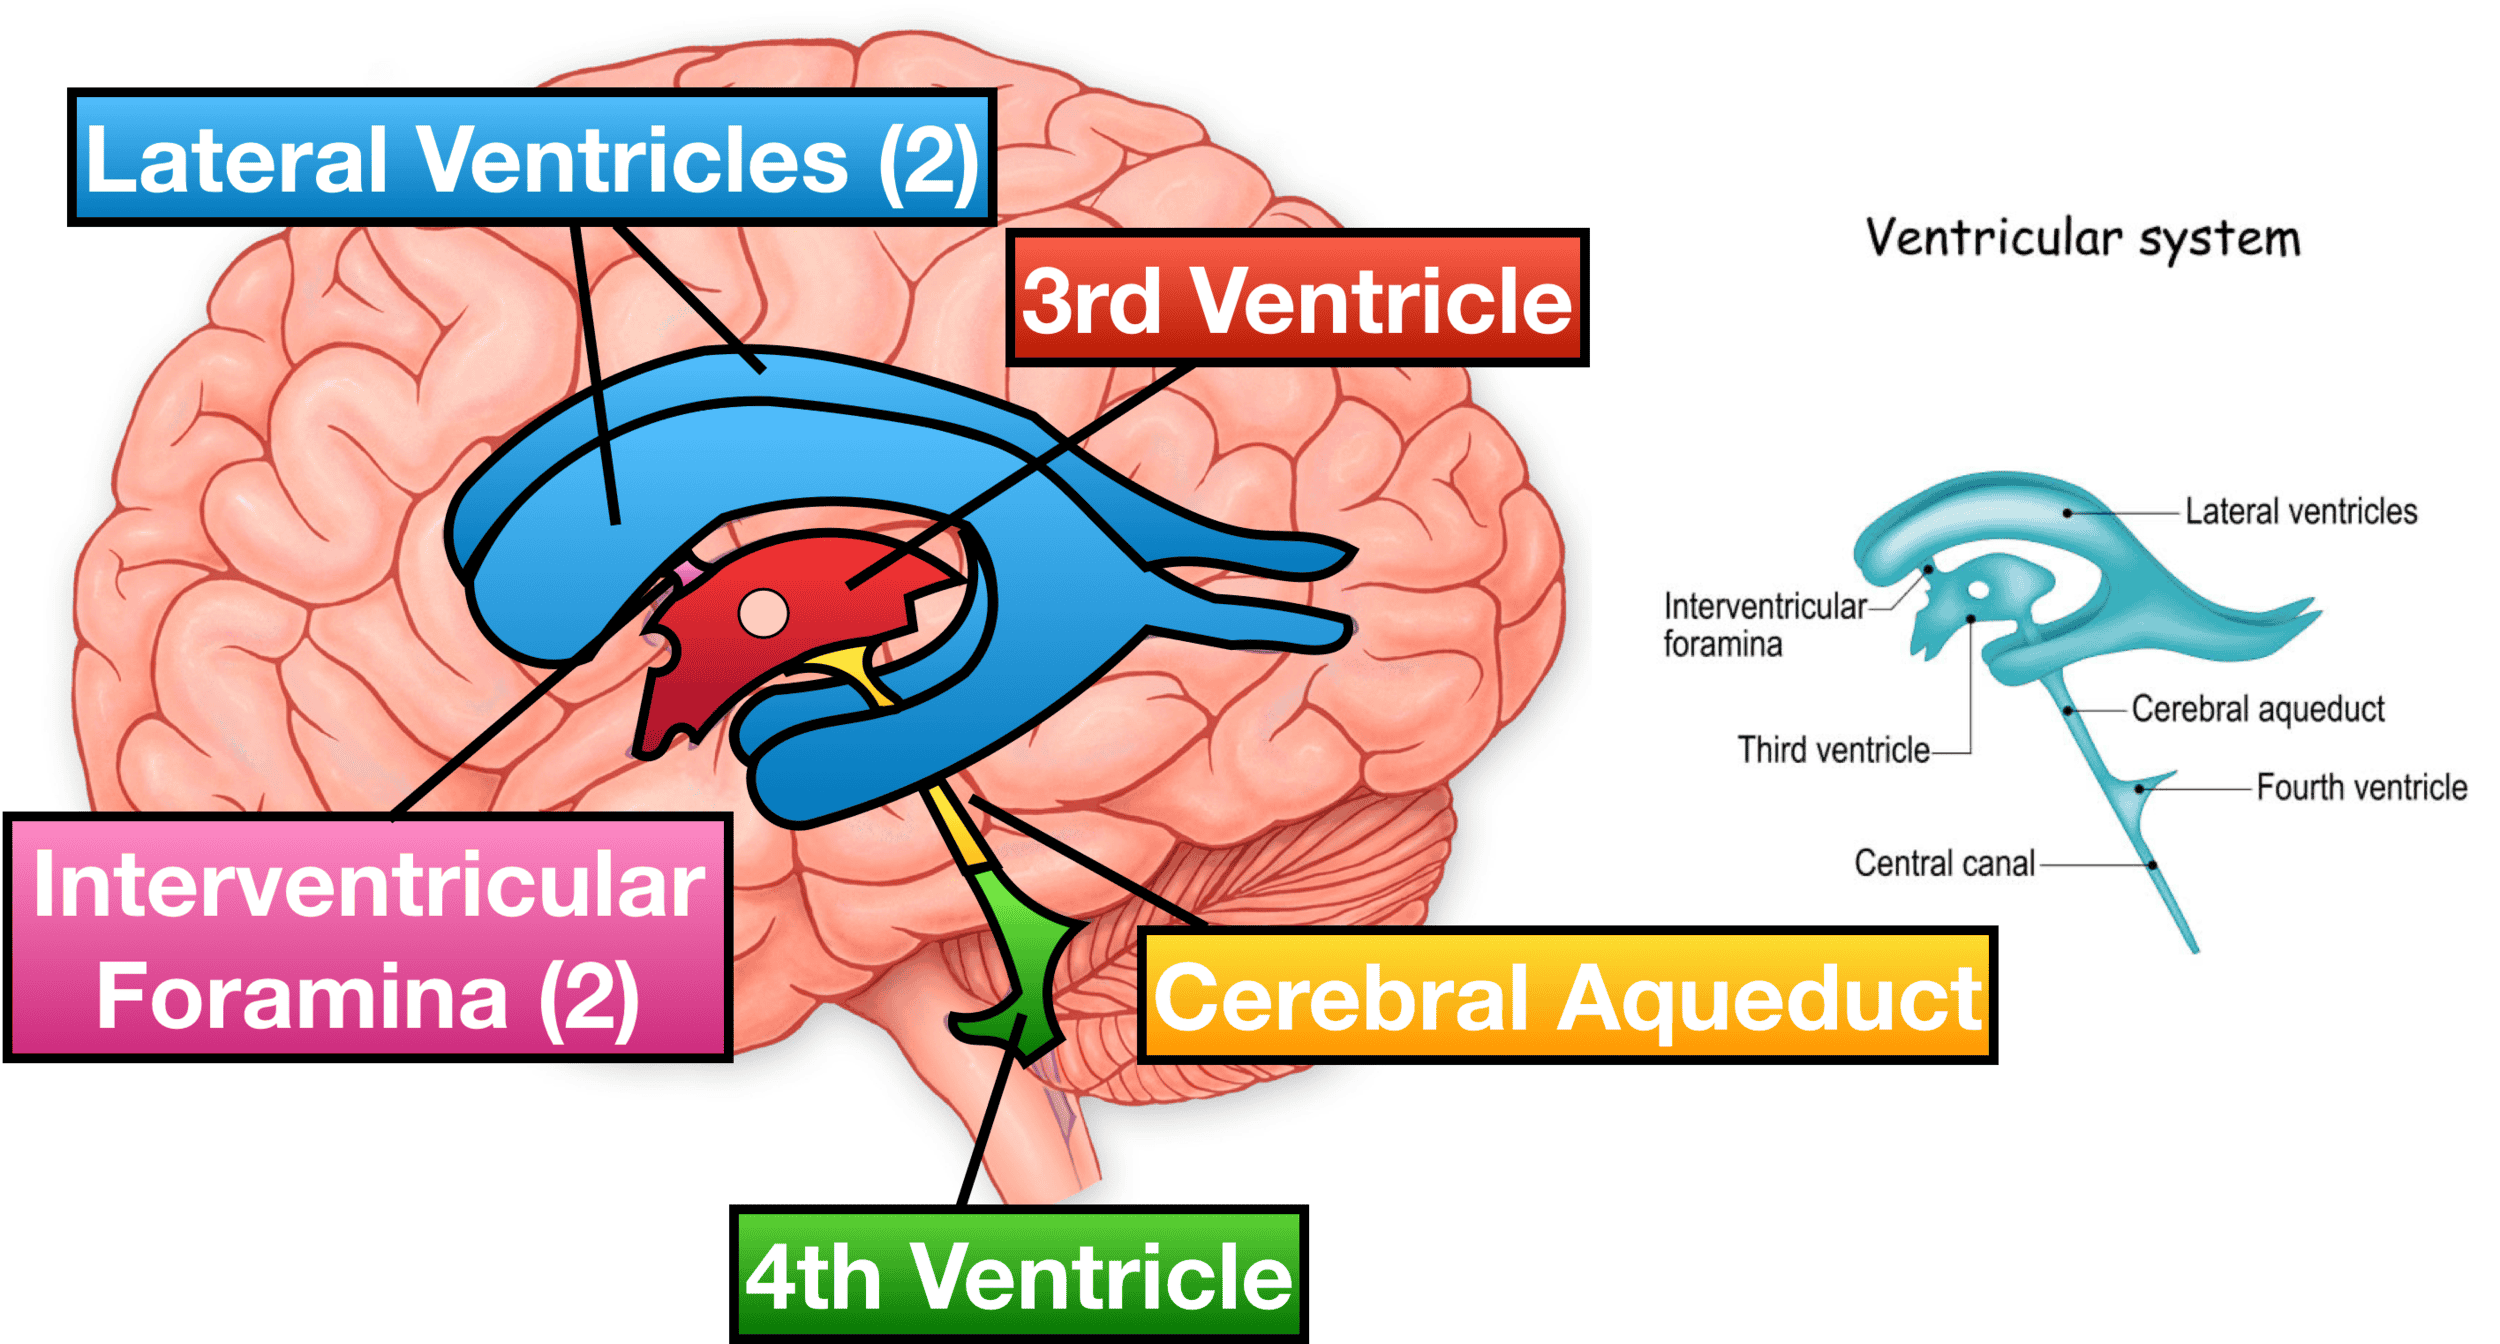 Lateral Ventricles (2)
3rd Ventricle
Interventricular
Foramina (2)
Cerebral Aqueduct
4th Ventricle
Ventricular system
Lateral ventricles
Interventricular
foramina
Third ventricle
Cerebral aqueduct
Fourth ventricle
Central canal